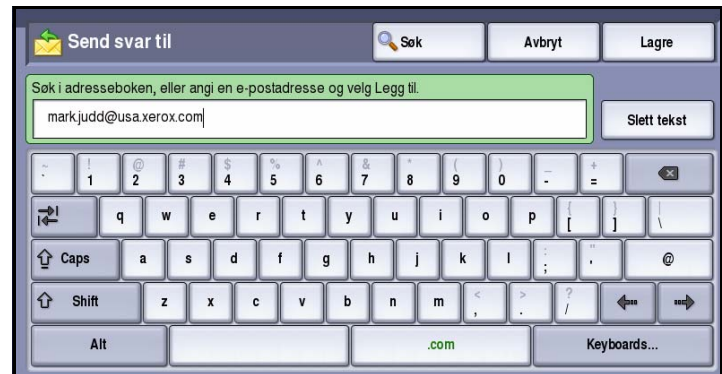 Send svar til
Søk
Avbryt
Lagre
Søk i adresseboken, eller angi en e-postadresse og velg Legg til.
mark.judd@usa.xerox.com
Slett tekst
~ ! @ # $ % ^ & * ( ) _ +
` 1 2 3 4 5 6 7 8 9 0 - =
q w e r t y u i o p { [ } ] | \
Caps a s d f g h j k l : ; " ' @
Shift z x c v b n m < , > . ? /
Alt .com Keyboards...